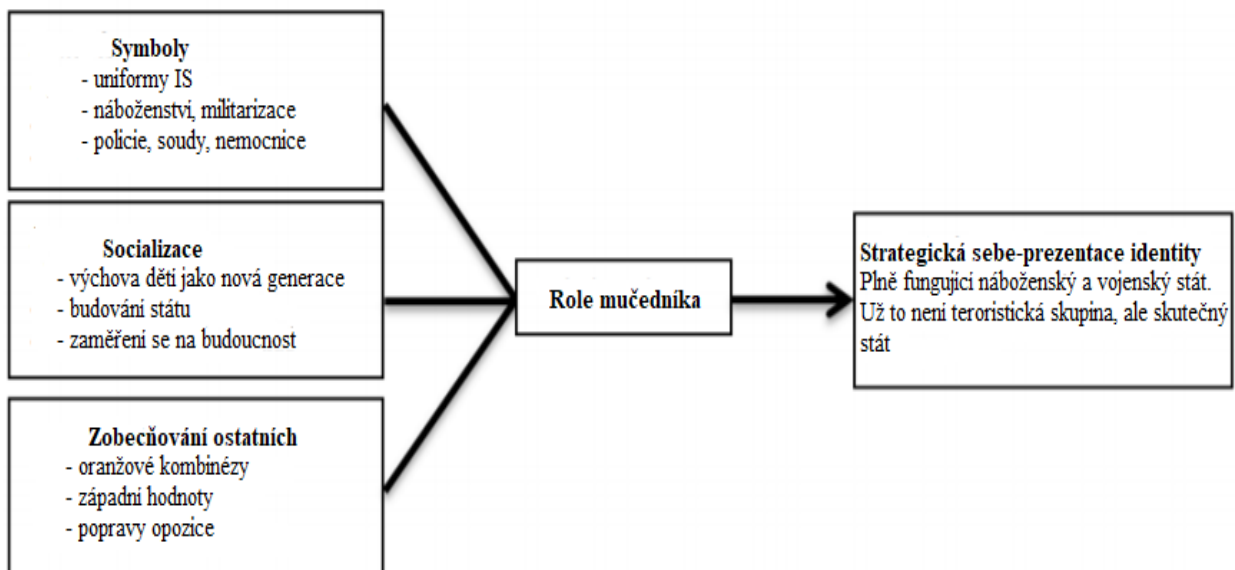 Symboly
- uniformy IS
- náboženství, militarizace
- policie, soudy, nemocnice
Socializace
- výchova dětí jako nová generace
- budování státu
- zaměření se na budoucnost
Zobecňování ostatních
- oranžové kombinézy
- západní hodnoty
- popravy opozice
Role mučedníka
Strategická sebe-prezentace identity
Plně fungující náboženský a vojenský stát.
Už to není teroristická skupina, ale skutečný
stát